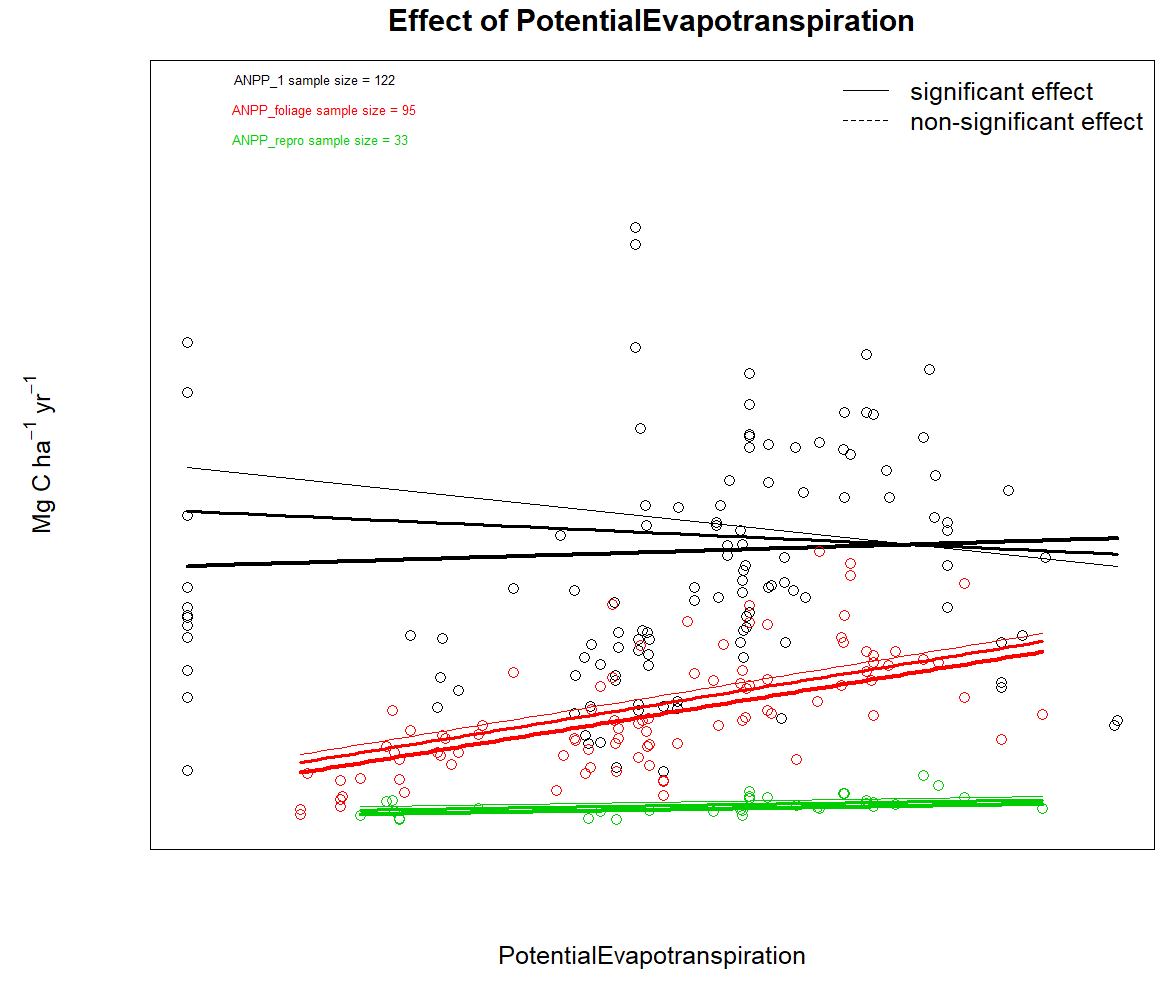 Effect of PotentialEvapotranspiration
ANPP_1 sample size = 122
ANPP_foliage sample size = 95
ANPP_repro sample size = 33
significant effect
non-significant effect
Mg C ha⁻¹ yr⁻¹
PotentialEvapotranspiration